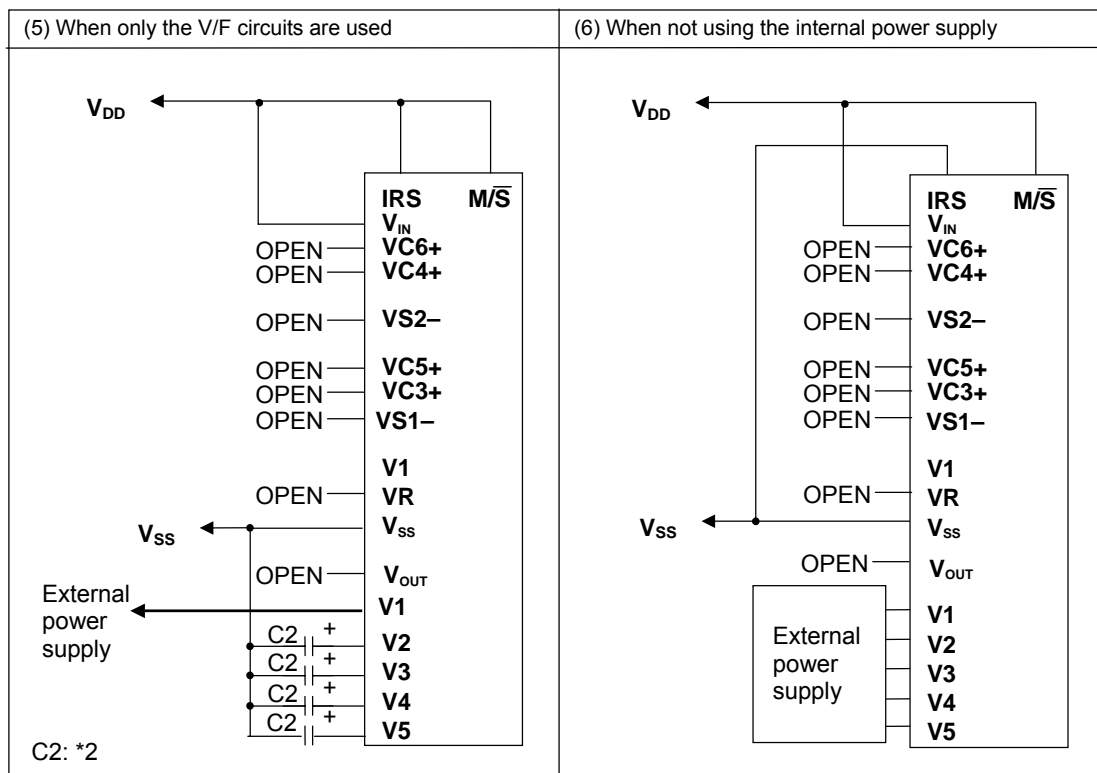 (5) When only the V/F circuits are used
VDD
IRS M/S̅
VIN
OPEN VC6+
OPEN VC4+
OPEN VS2–
OPEN VC5+
OPEN VC3+
OPEN VS1–
V1
OPEN VR
VSS VSS
OPEN VOUT
External
power
supply
V1
C2 + V2
C2 + V3
C2 + V4
C2 + V5
C2: *2
(6) When not using the internal power supply
VDD
IRS M/S̅
VIN
OPEN VC6+
OPEN VC4+
OPEN VS2–
OPEN VC5+
OPEN VC3+
OPEN VS1–
V1
OPEN VR
VSS VSS
OPEN VOUT
External
power
supply
V1
V2
V3
V4
V5